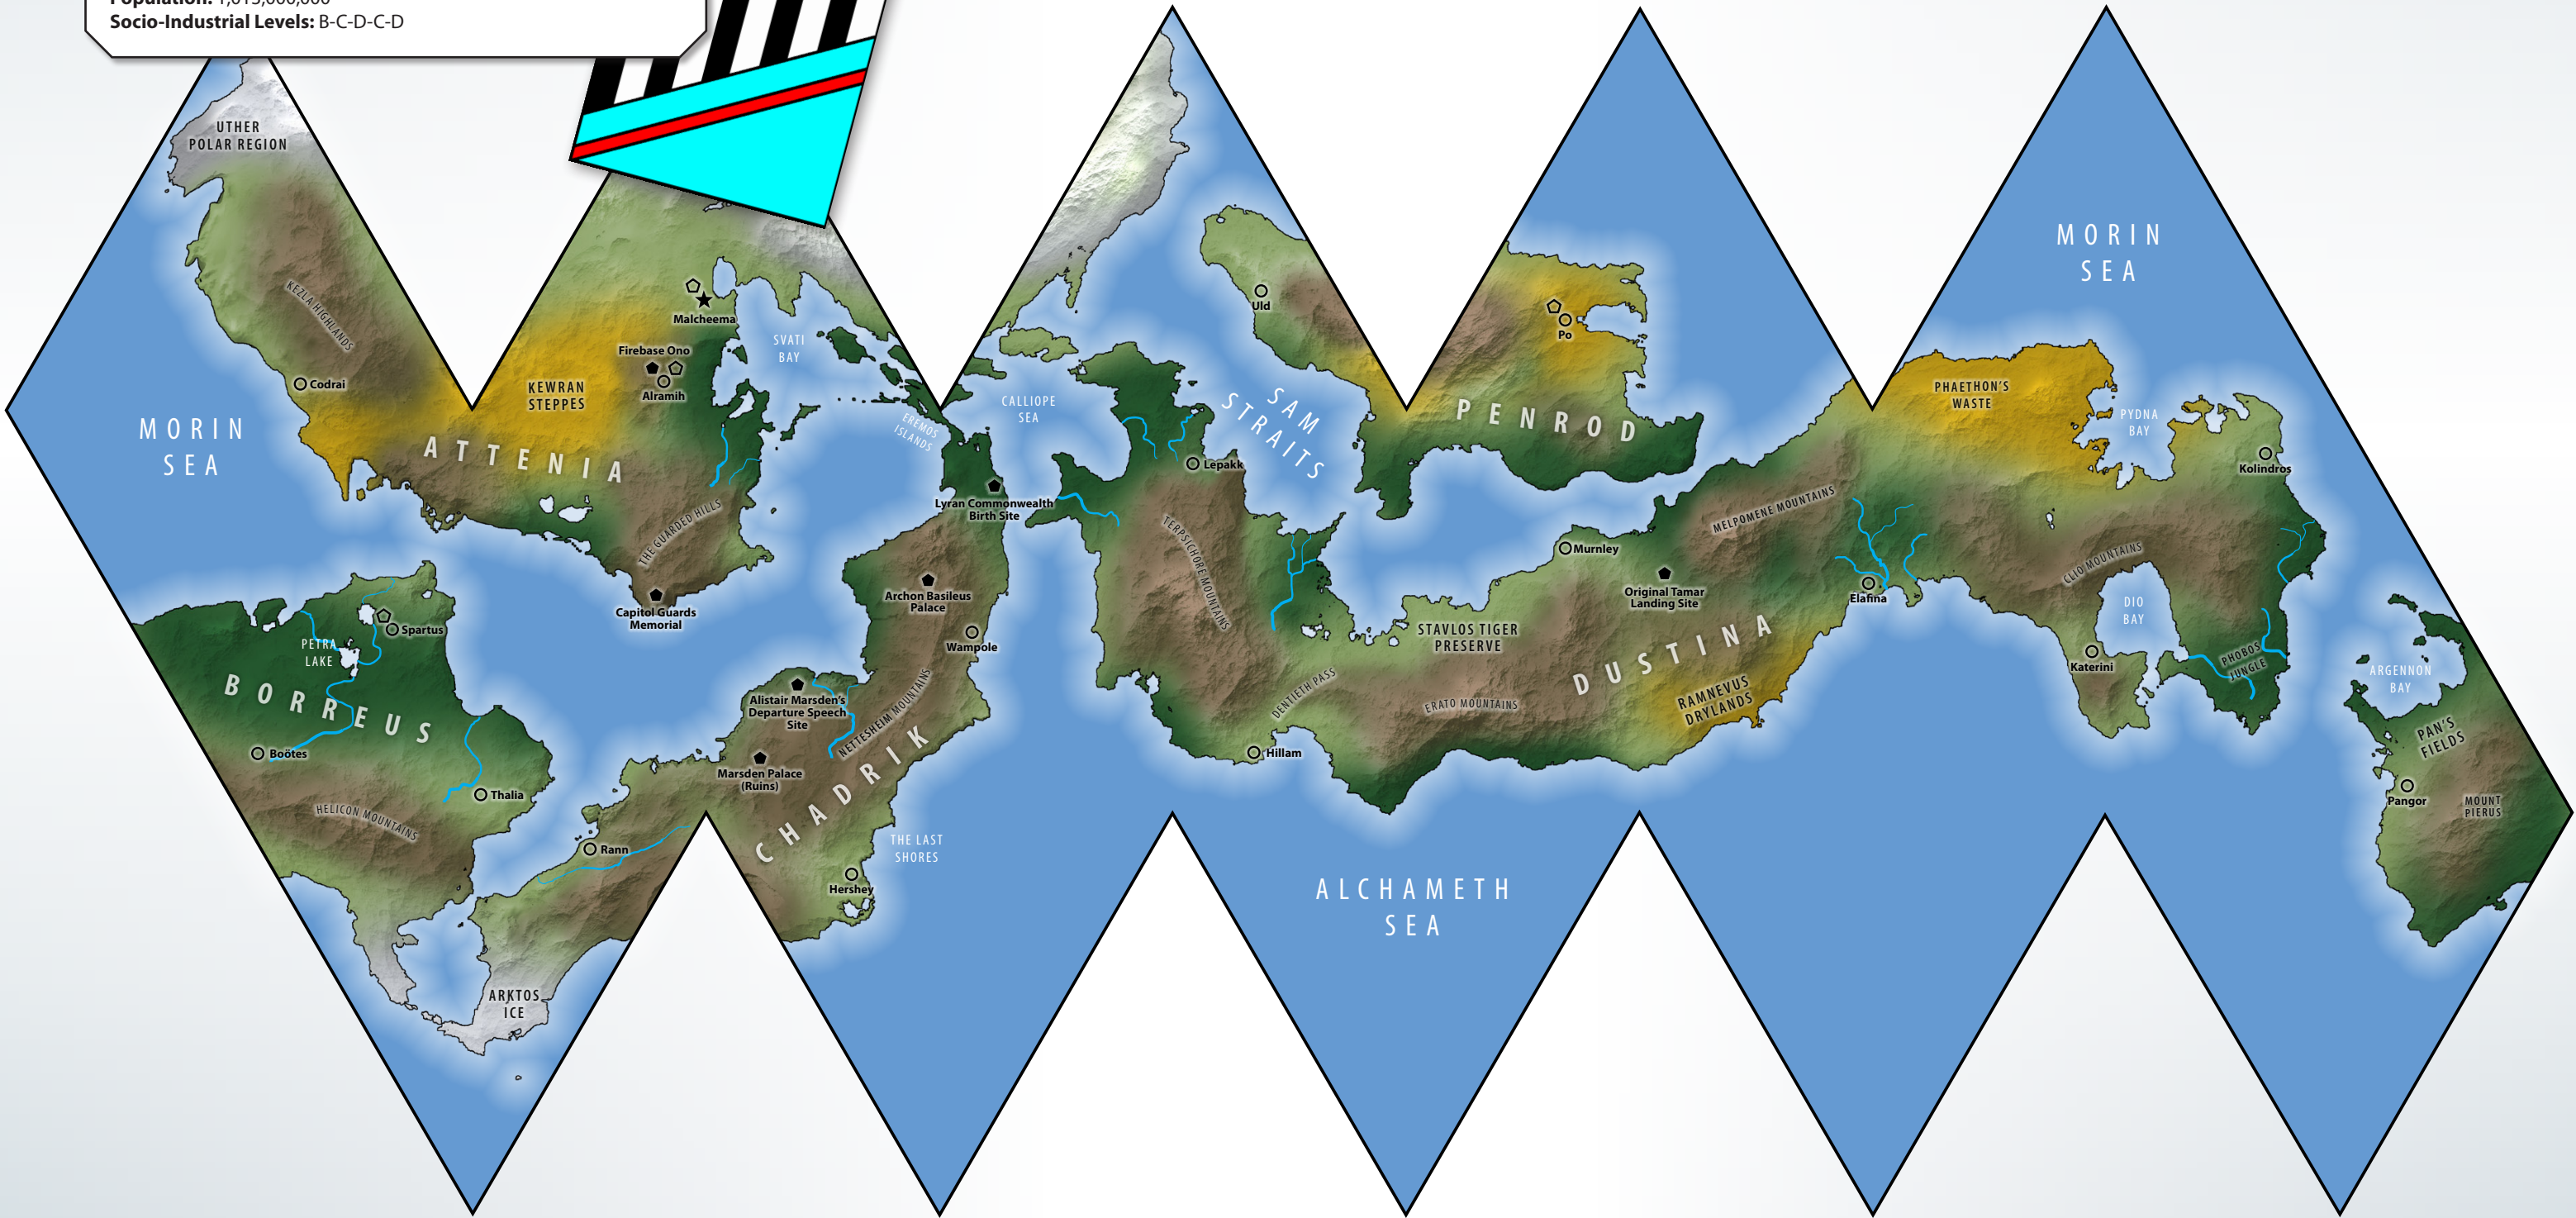 Population: 1,015,000,000
Socio-Industrial Levels: B-C-D-C-D
UTHER
POLAR REGION
KEZLA HIGHLANDS
Codrai
MORIN
SEA
ATTENIA
KEWRAN
STEPPES
Malcheema
Firebase Ono
Alramih
SVATI
BAY
EREMOS
ISLANDS
THE GUARDED HILLS
Capitol Guards
Memorial
Spartus
PETRA
LAKE
BORREUS
Boötes
Thalia
HELICON MOUNTAINS
Rann
ARKTOS
ICE
CALLIOPE
SEA
Lyran Commonwealth
Birth Site
Archon Basileus
Palace
Wampole
Alistair Marsden's
Departure Speech
Site
NETTESHEIM MOUNTAINS
Marsden Palace
(Ruins)
CHADRIK
THE LAST
SHORES
Hershey
Uld
SAM
STRAITS
Lepakk
TERPSICHORE MOUNTAINS
DENTIETH PASS
Hillam
Po
PENROD
Murnley
Original Tamar
Landing Site
MELPOMENE MOUNTAINS
STAVLOS TIGER
PRESERVE
DUSTINA
ERATO MOUNTAINS
RAMNEVUS
DRYLANDS
Elafina
ALCHAMETH
SEA
MORIN
SEA
PHAETHON'S
WASTE
PYDNA
BAY
Kolindros
CLIO MOUNTAINS
DIO
BAY
Katerini
PHOBOS
JUNGLE
ARGENNON
BAY
PAN'S
FIELDS
Pangor
MOUNT
PIERUS